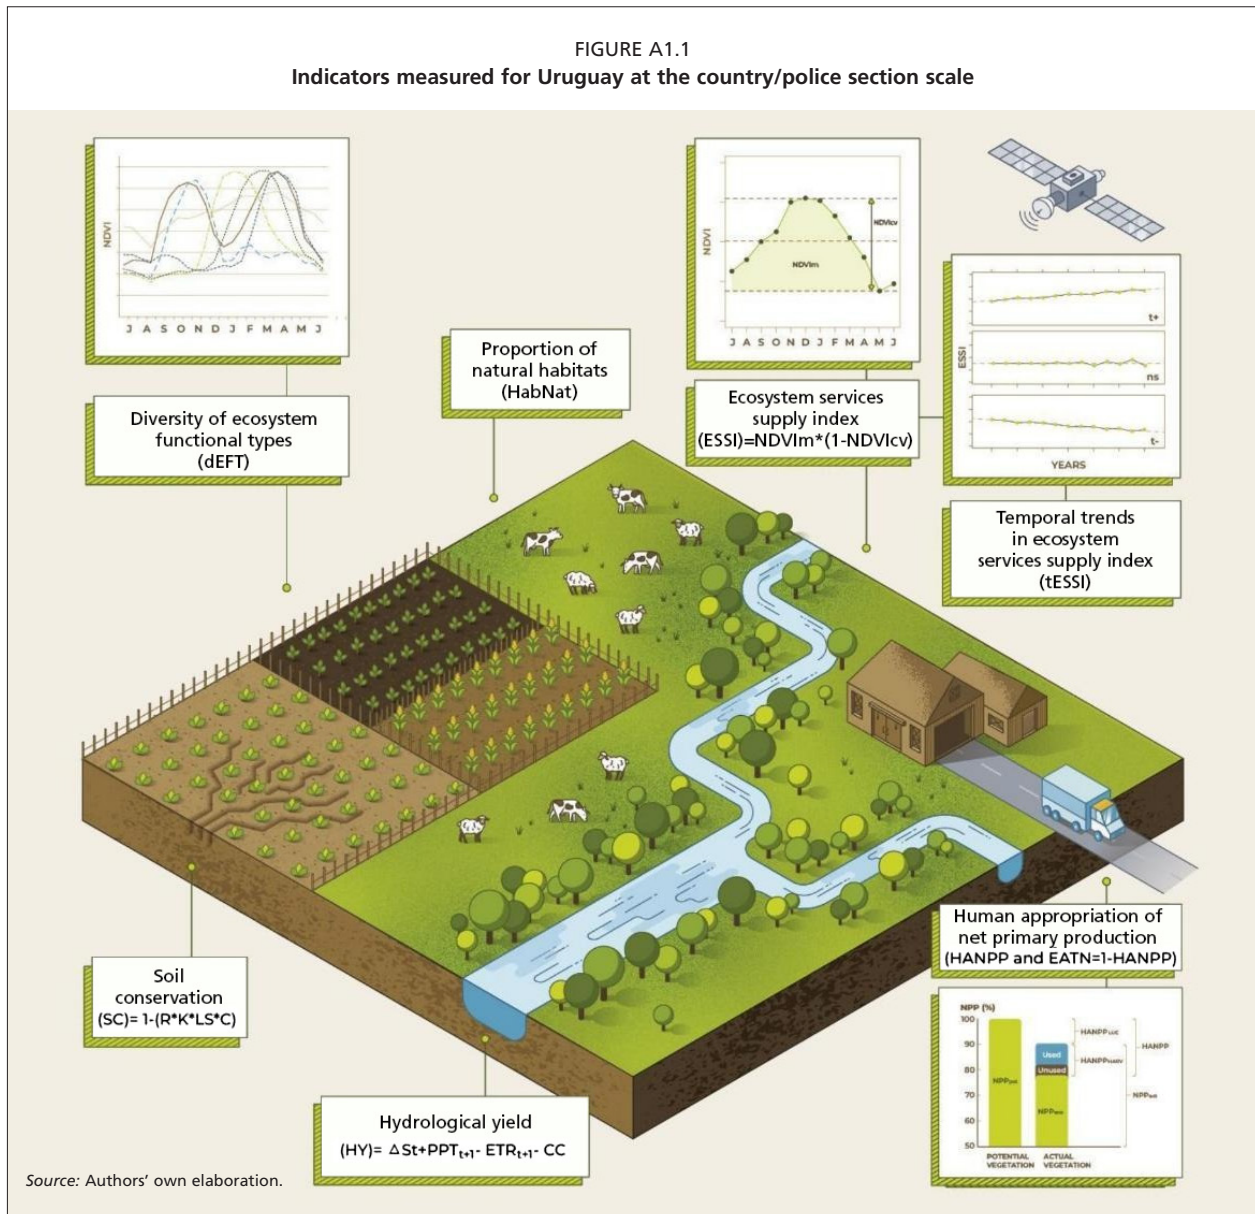 FIGURE A1.1
Indicators measured for Uruguay at the country/police section scale
NDVI
J A S O N D J F M A M J
Diversity of ecosystem
functional types
(dEFT)
Proportion of
natural habitats
(HabNat)
NDVI
NDVIcv
NDVIm
J A S O N D J F M A M J
Ecosystem services
supply index
(ESSI)=NDVIm*(1-NDVIcv)
ESSI
t+
ns
t-
YEARS
Temporal trends
in ecosystem
services supply index
(tESSI)
Soil
conservation
(SC)= 1-(R*K*LS*C)
Hydrological yield
(HY)= △St+PPTt+1- ETRt+1- CC
Human appropriation of
net primary production
(HANPP and EATN=1-HANPP)
NPP (%)
100
90
80
70
60
50
NPPpot
Used
Unused
HANPPLUC
HANPPHARV
HANPP
POTENTIAL
VEGETATION
ACTUAL
VEGETATION
Source: Authors' own elaboration.